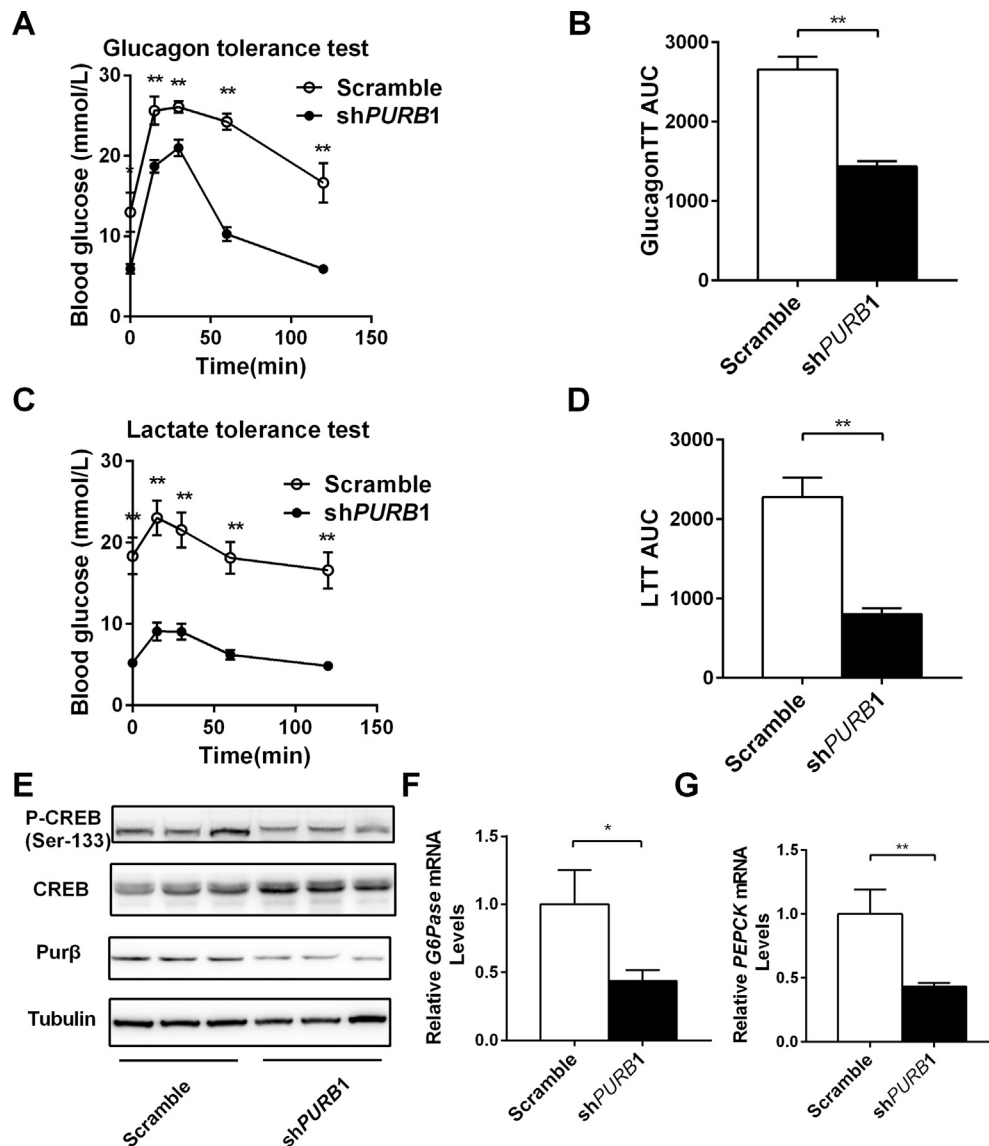 A
Glucagon tolerance test
Blood glucose (mmol/L)
30
20
10
0
** ** ** ** *
Scramble
shPURB1
0 50 100 150
Time(min)
B
GlucagonTT AUC
3000
2000
1000
0
**
Scramble
shPURB1
C
Lactate tolerance test
Blood glucose (mmol/L)
30
20
10
0
** ** ** ** **
Scramble
shPURB1
0 50 100 150
Time(min)
D
LTT AUC
3000
2000
1000
0
**
Scramble
shPURB1
E
P-CREB
(Ser-133)
CREB
Purβ
Tubulin
Scramble
shPURB1
F
Relative G6Pase mRNA
Levels
1.5
1.0
0.5
0.0
*
Scramble
shPURB1
G
Relative PEPCK mRNA
Levels
1.5
1.0
0.5
0.0
**
Scramble
shPURB1